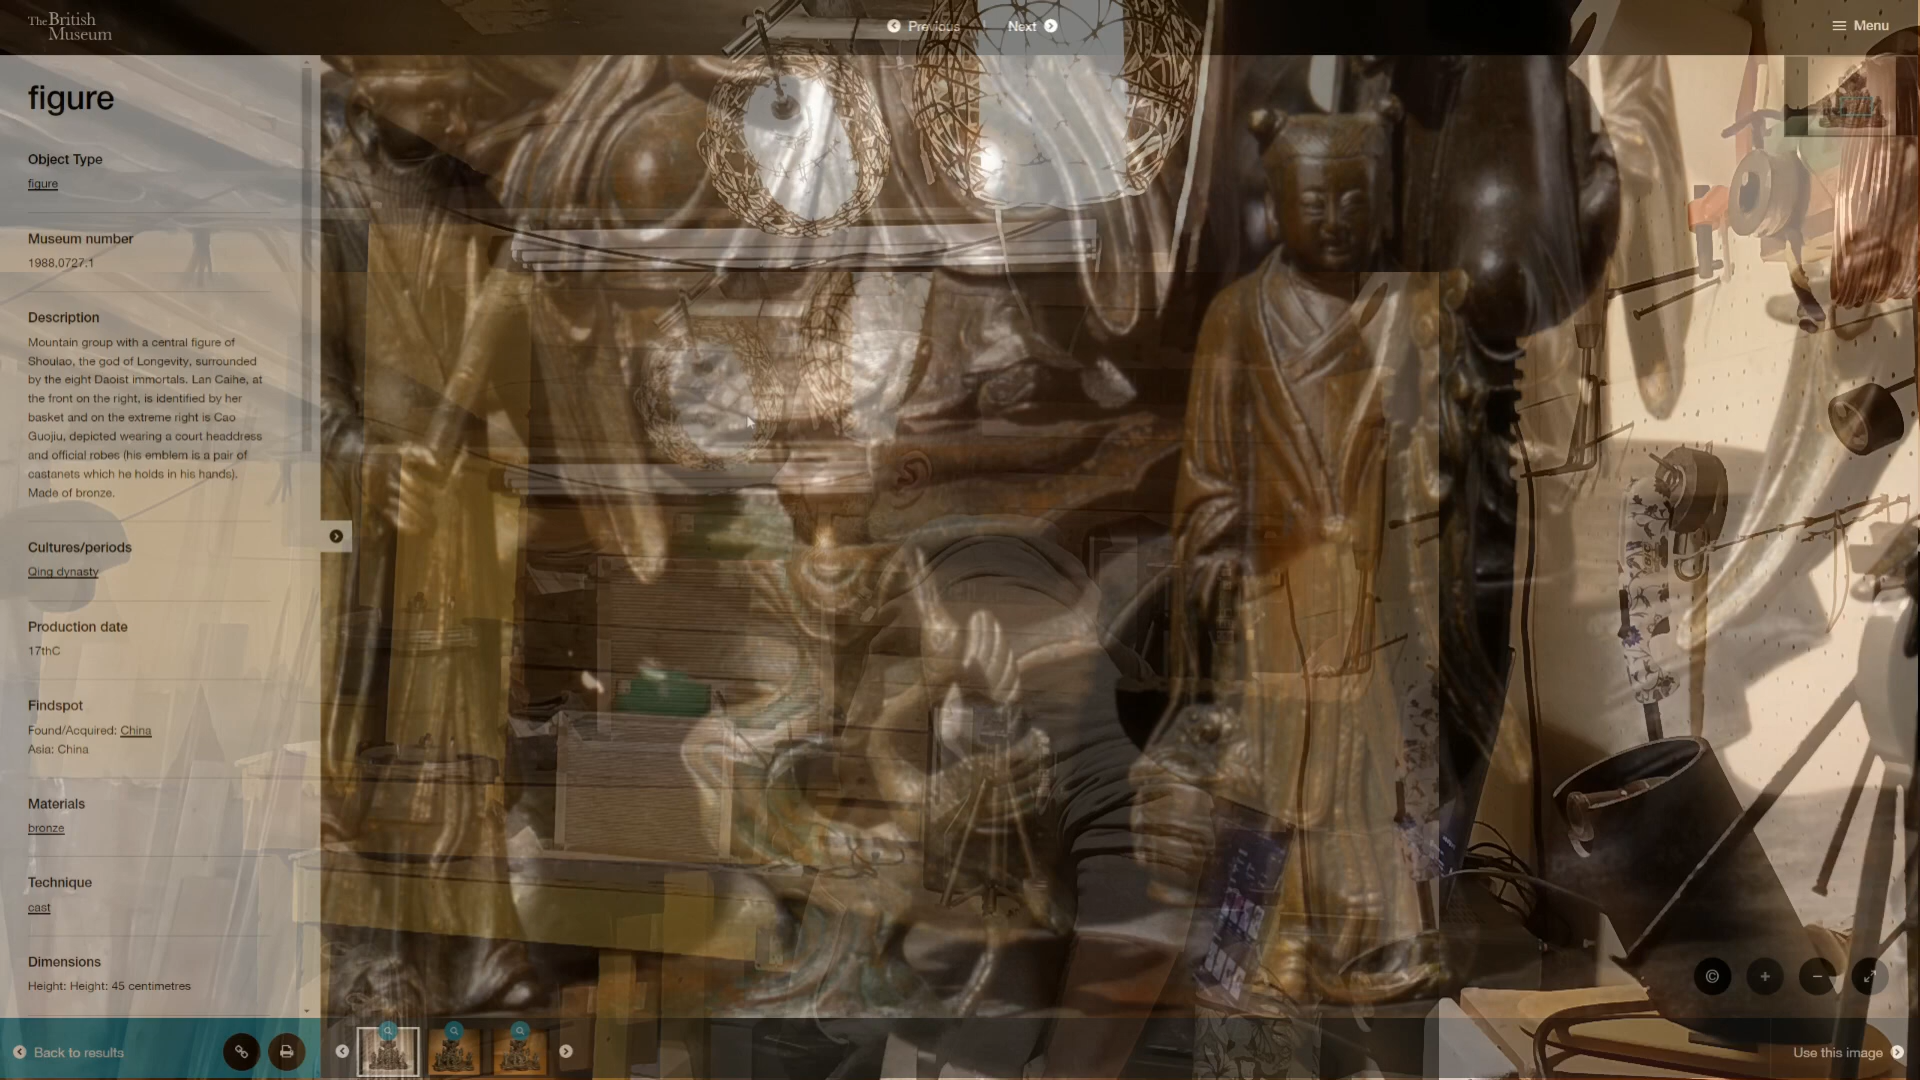 The British
Museum
Previous
Next
Menu
figure
Object Type
figure
Museum number
1988,0727.1
Description
Mountain group with a central figure of
Shoulao, the god of Longevity, surrounded
by the eight Daoist immortals. Lan Caihe, at
the front on the right, is identified by her
basket and on the extreme right is Cao
Guojiu, depicted wearing a court headdress
and official robes (his emblem is a pair of
castanets which he holds in his hands).
Made of bronze.
Cultures/periods
Qing dynasty
Production date
17thC
Findspot
Found/Acquired: China
Asia: China
Materials
bronze
Technique
cast
Dimensions
Height: Height: 45 centimetres
©
Back to results
Use this image